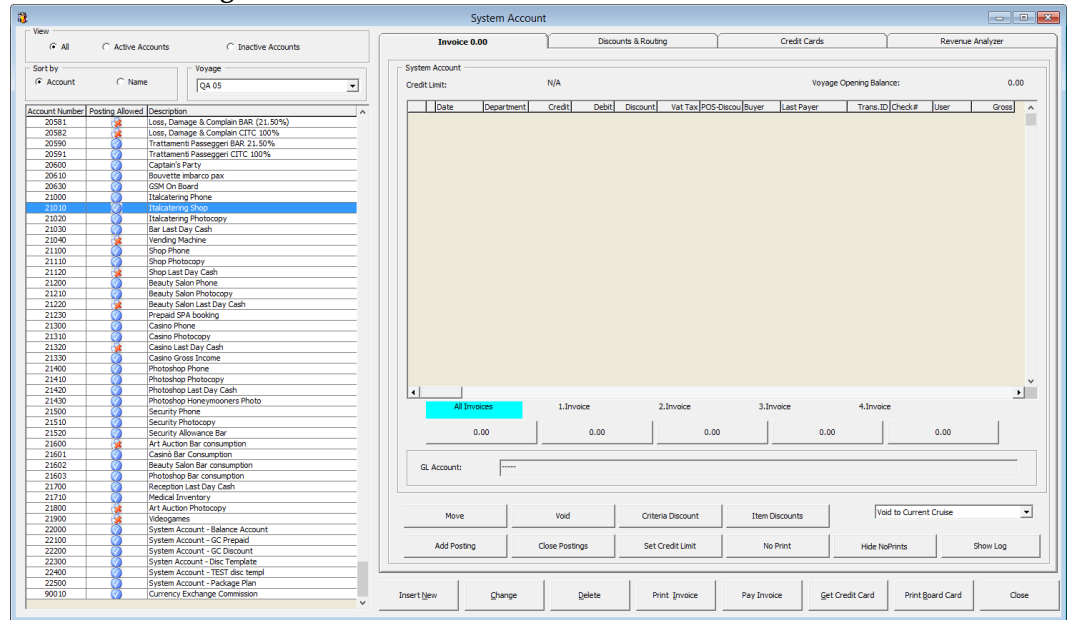 System Account
View
All Active Accounts Inactive Accounts
Sort by
Account Name
Voyage
QA 05
Account Number Posting Allowed Description
20581 Loss, Damage & Complain BAR (21.50%)
20582 Loss, Damage & Complain CITC 100%
20590 Trattamenti Passeggeri BAR 21.50%
20591 Trattamenti Passeggeri CITC 100%
20600 Captain's Party
20610 Bouvette imbarco pax
20630 GSM On Board
21000 Italcatering Phone
21010 Italcatering Shop
21020 Italcatering Photocopy
21030 Bar Last Day Cash
21040 Vending Machine
21100 Shop Phone
21110 Shop Photocopy
21120 Shop Last Day Cash
21200 Beauty Salon Phone
21210 Beauty Salon Photocopy
21220 Beauty Salon Last Day Cash
21230 Prepaid SPA booking
21300 Casino Phone
21310 Casino Photocopy
21320 Casino Last Day Cash
21330 Casino Gross Income
21400 Photoshop Phone
21410 Photoshop Photocopy
21420 Photoshop Last Day Cash
21430 Photoshop Honeymooners Photo
21500 Security Phone
21510 Security Photocopy
21520 Security Allowance Bar
21600 Art Auction Bar consumption
21601 Casinò Bar Consumption
21602 Beauty Salon Bar consumption
21603 Photoshop Bar consumption
21700 Reception Last Day Cash
21710 Medical Inventory
21800 Art Auction Photocopy
21900 Videogames
22000 System Account - Balance Account
22100 System Account - GC Prepaid
22200 System Account - GC Discount
22300 Systen Account - Disc Template
22400 System Account - TEST disc templ
22500 System Account - Package Plan
90010 Currency Exchange Commission
Invoice 0.00 Discounts & Routing Credit Cards Revenue Analyzer
System Account
Credit Limit: N/A Voyage Opening Balance: 0.00
Date Department Credit Debit Discount Vat Tax POS-Discou Buyer Last Payer Trans.ID Check# User Gross
All Invoices 1.Invoice 2.Invoice 3.Invoice 4.Invoice
0.00 0.00 0.00 0.00 0.00
GL Account: -----
Move Void Criteria Discount Item Discounts Void to Current Cruise
Add Posting Close Postings Set Credit Limit No Print Hide NoPrints Show Log
Insert New Change Delete Print Invoice Pay Invoice Get Credit Card Print Board Card Close